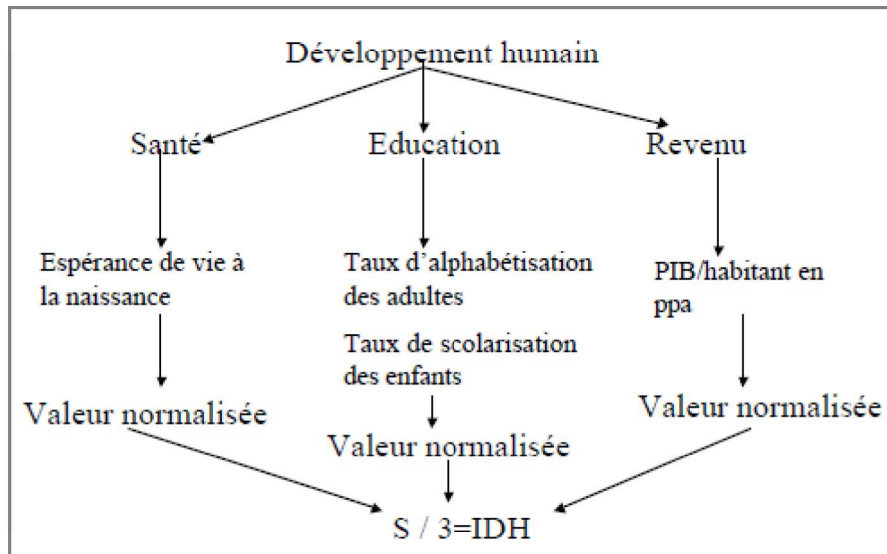 Développement humain
Santé
Education
Revenu
Espérance de vie à
la naissance
Taux d'alphabétisation
des adultes
Taux de scolarisation
des enfants
PIB/habitant en
ppa
Valeur normalisée
Valeur normalisée
Valeur normalisée
S / 3=IDH